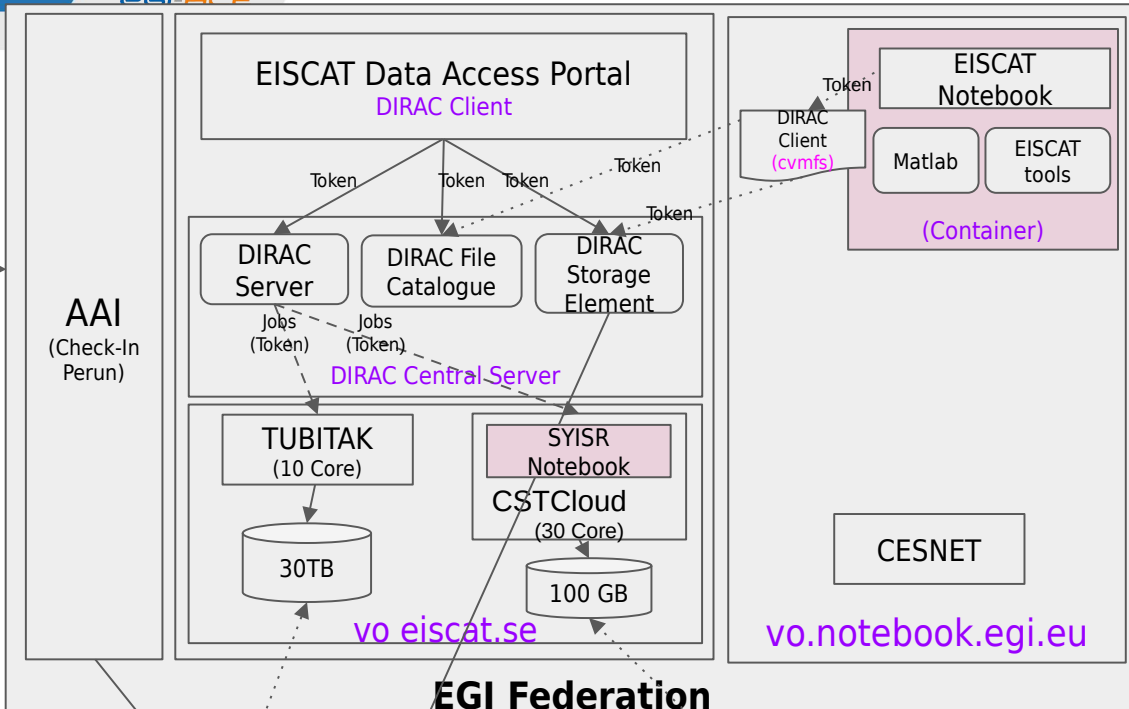 EISCAT Data Access Portal
DIRAC Client
Token
Token
Token
Token
Token
DIRAC
Server
DIRAC File
Catalogue
DIRAC
Storage
Element
Jobs
(Token)
Jobs
(Token)
DIRAC Central Server
AAI
(Check-In
Perun)
TUBITAK
(10 Core)
30TB
SYISR
Notebook
CSTCloud
(30 Core)
100 GB
vo eiscat.se
Token
EISCAT
Notebook
DIRAC
Client
(cvmfs)
Matlab
EISCAT
tools
(Container)
CESNET
vo.notebook.egi.eu
EGI Federation